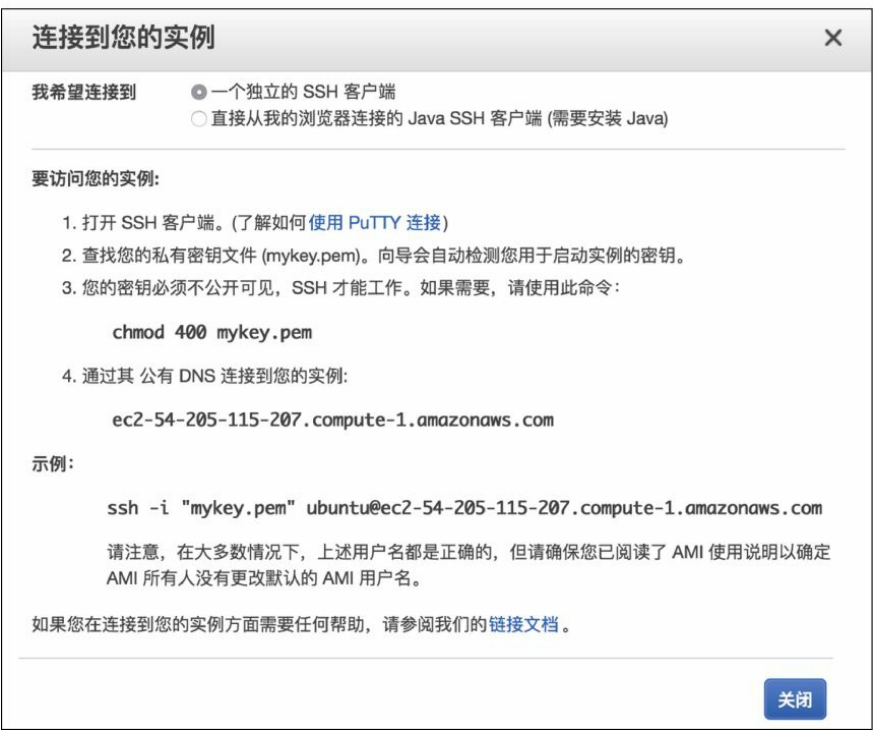 连接到您的实例
我希望连接到
一个独立的 SSH 客户端
直接从我的浏览器连接的 Java SSH 客户端 (需要安装 Java)
要访问您的实例:
1. 打开 SSH 客户端。(了解如何使用 PuTTY 连接)
2. 查找您的私有密钥文件 (mykey.pem)。向导会自动检测您用于启动实例的密钥。
3. 您的密钥必须不公开可见，SSH 才能工作。如果需要，请使用此命令：
chmod 400 mykey.pem
4. 通过其 公有 DNS 连接到您的实例:
ec2-54-205-115-207.compute-1.amazonaws.com
示例：
ssh -i "mykey.pem" ubuntu@ec2-54-205-115-207.compute-1.amazonaws.com
请注意，在大多数情况下，上述用户名都是正确的，但请确保您已阅读了 AMI 使用说明以确定
AMI 所有人没有更改默认的 AMI 用户名。
如果您在连接到您的实例方面需要任何帮助，请参阅我们的链接文档。
关闭